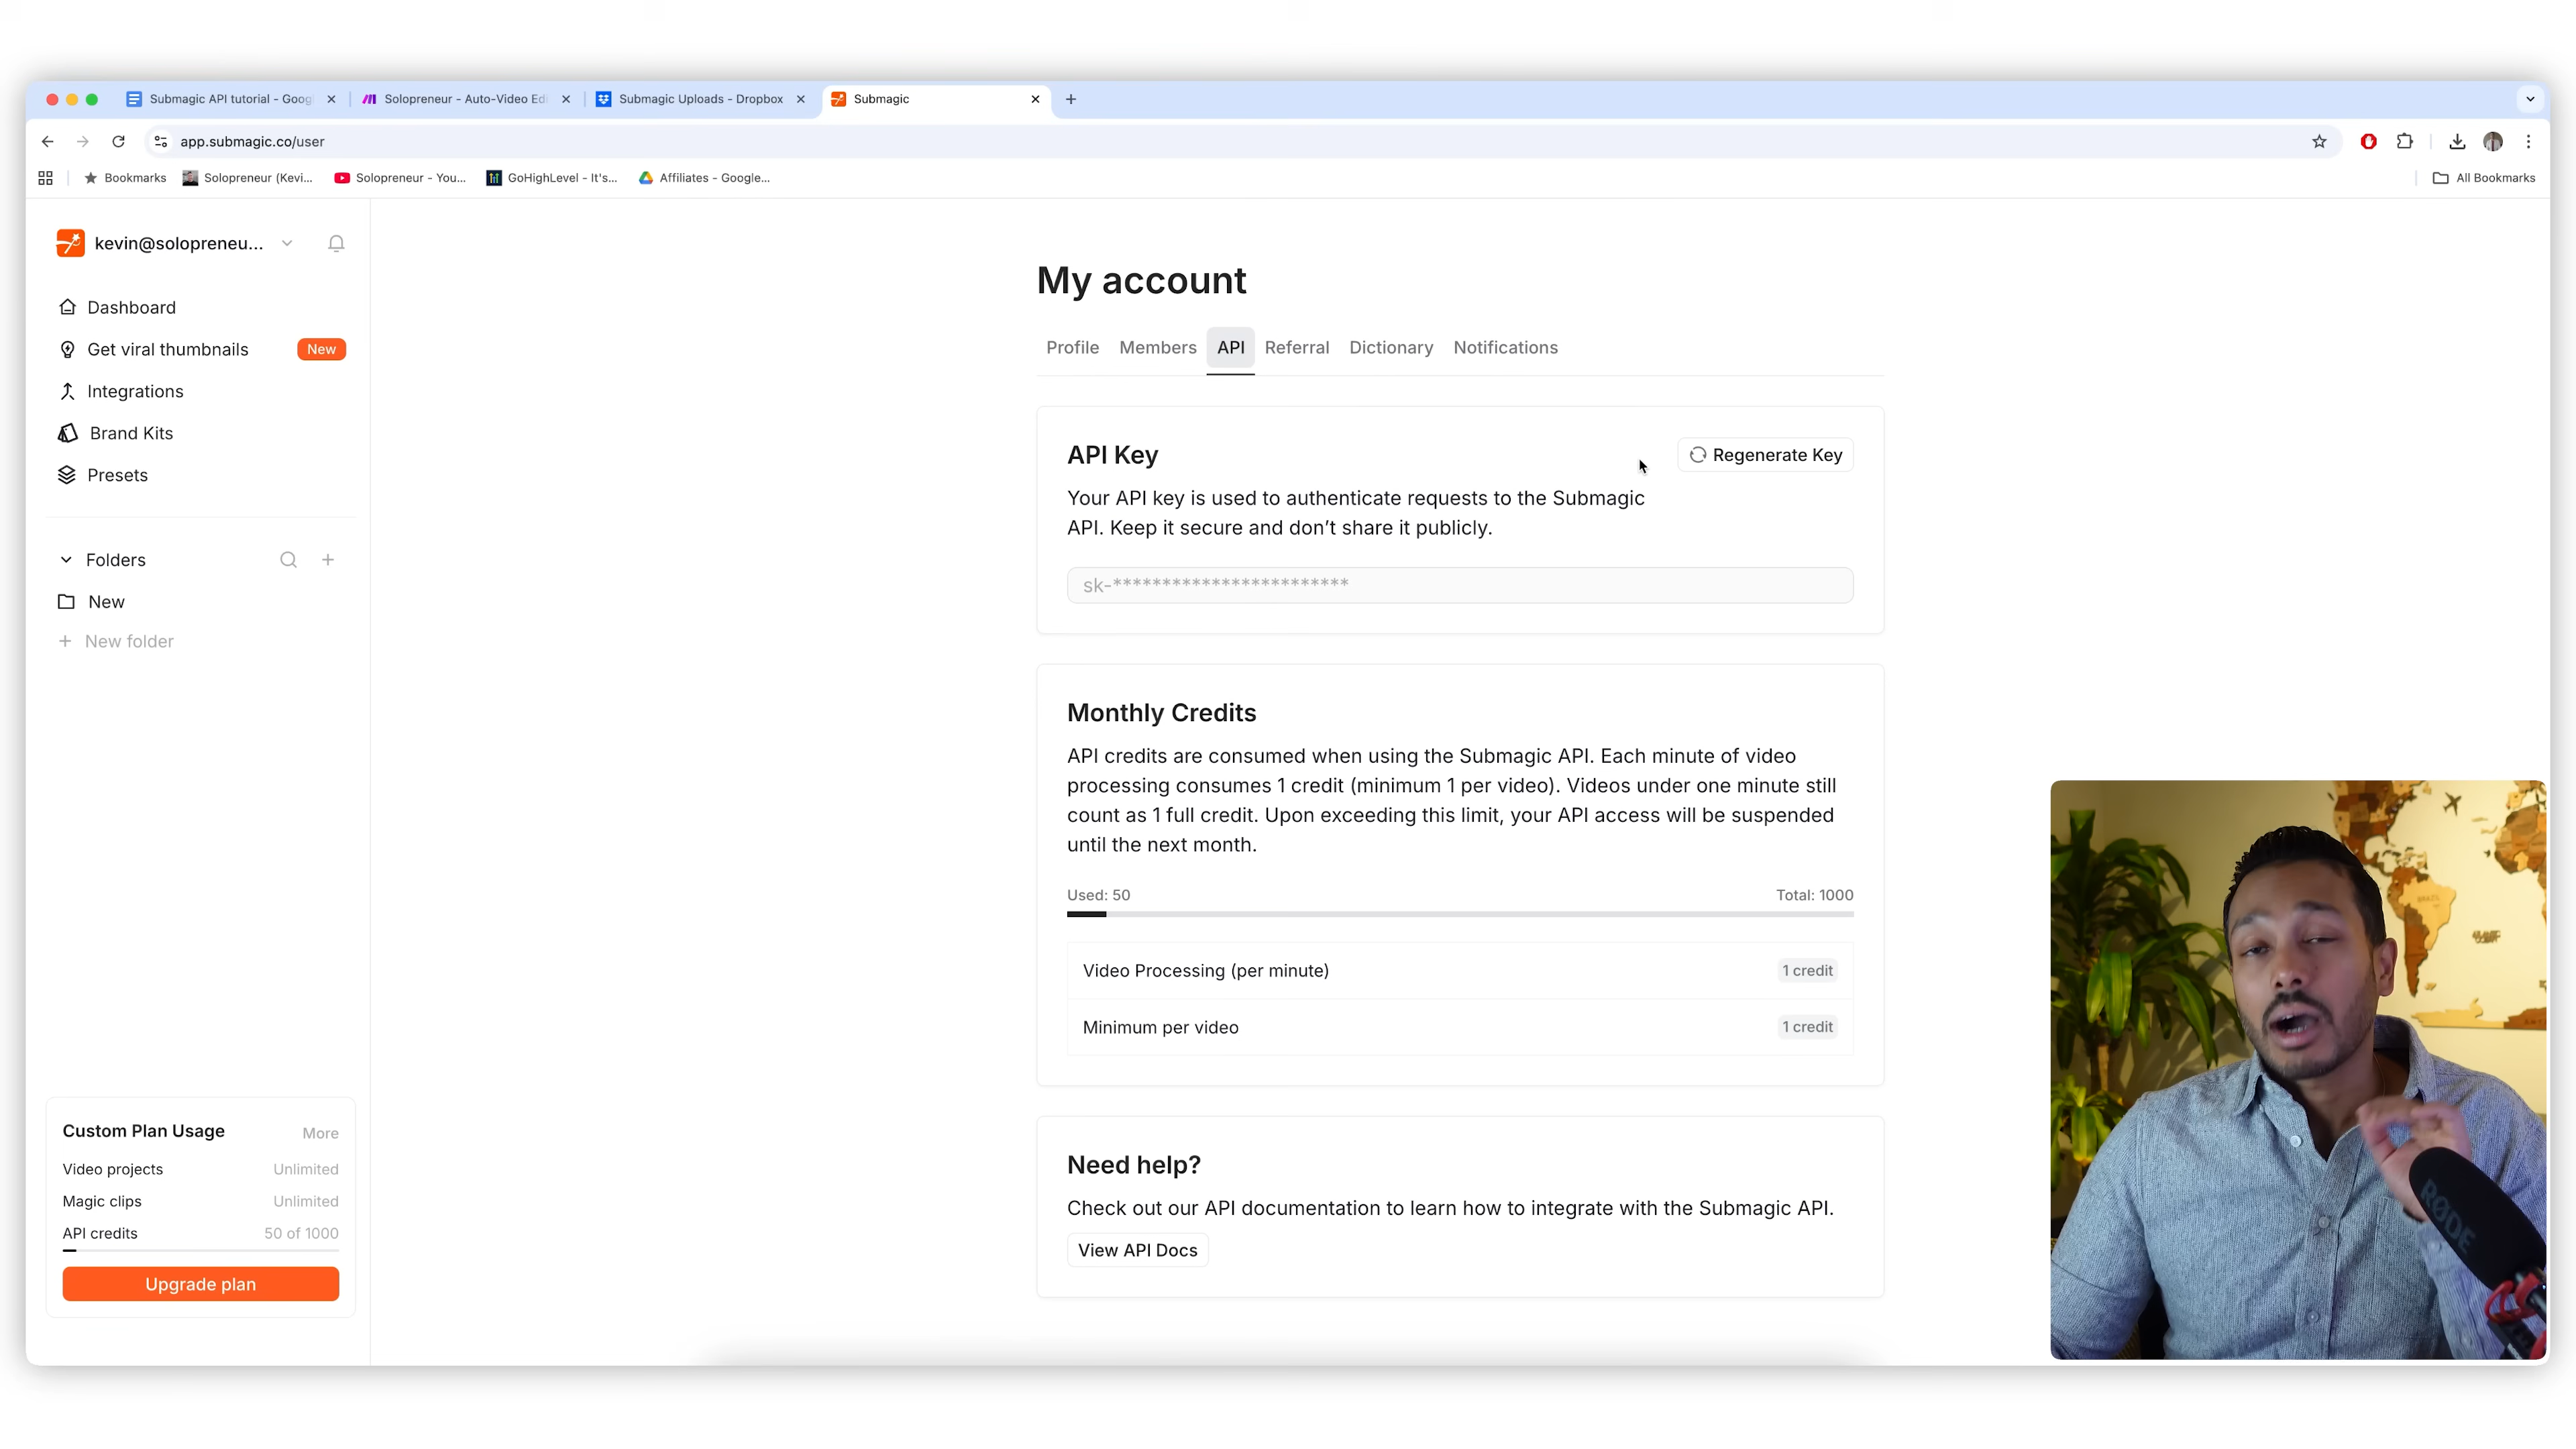 Submagic API tutorial - Goog
Solopreneur - Auto-Video Edi
Submagic Uploads - Dropbox
Submagic
app.submagic.co/user
Bookmarks
Solopreneur (Kevi...
Solopreneur - You...
GoHighLevel - It's...
Affiliates - Google...
All Bookmarks
kevin@solopreneu...
Dashboard
Get viral thumbnails
New
Integrations
Brand Kits
Presets
Folders
New
+ New folder
Custom Plan Usage
More
Video projects
Unlimited
Magic clips
Unlimited
API credits
50 of 1000
Upgrade plan
My account
Profile
Members
API
Referral
Dictionary
Notifications
API Key
Regenerate Key
Your API key is used to authenticate requests to the Submagic
API. Keep it secure and don’t share it publicly.
sk-************************
Monthly Credits
API credits are consumed when using the Submagic API. Each minute of video
processing consumes 1 credit (minimum 1 per video). Videos under one minute still
count as 1 full credit. Upon exceeding this limit, your API access will be suspended
until the next month.
Used: 50
Total: 1000
Video Processing (per minute)
1 credit
Minimum per video
1 credit
Need help?
Check out our API documentation to learn how to integrate with the Submagic API.
View API Docs
BRAZIL
RØDE